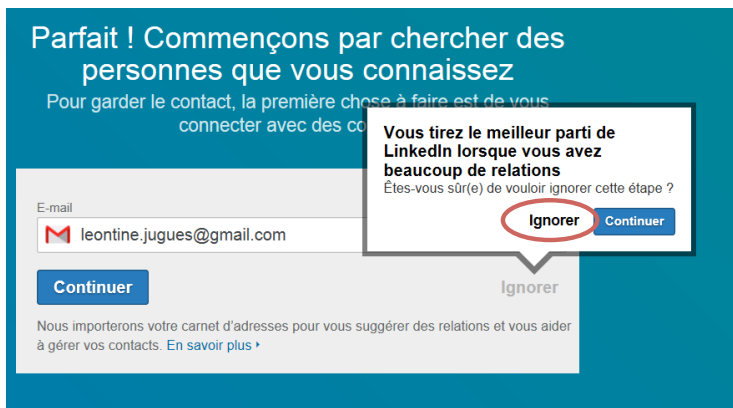 Parfait ! Commençons par chercher des
personnes que vous connaissez
Pour garder le contact, la première chose à faire est de vous
connecter avec des co
Vous tirez le meilleur parti de
LinkedIn lorsque vous avez
beaucoup de relations
Êtes-vous sûr(e) de vouloir ignorer cette étape ?
Ignorer Continuer
E-mail
leontine.jugues@gmail.com
Continuer Ignorer
Nous importerons votre carnet d'adresses pour vous suggérer des relations et vous aider
à gérer vos contacts. En savoir plus ‣